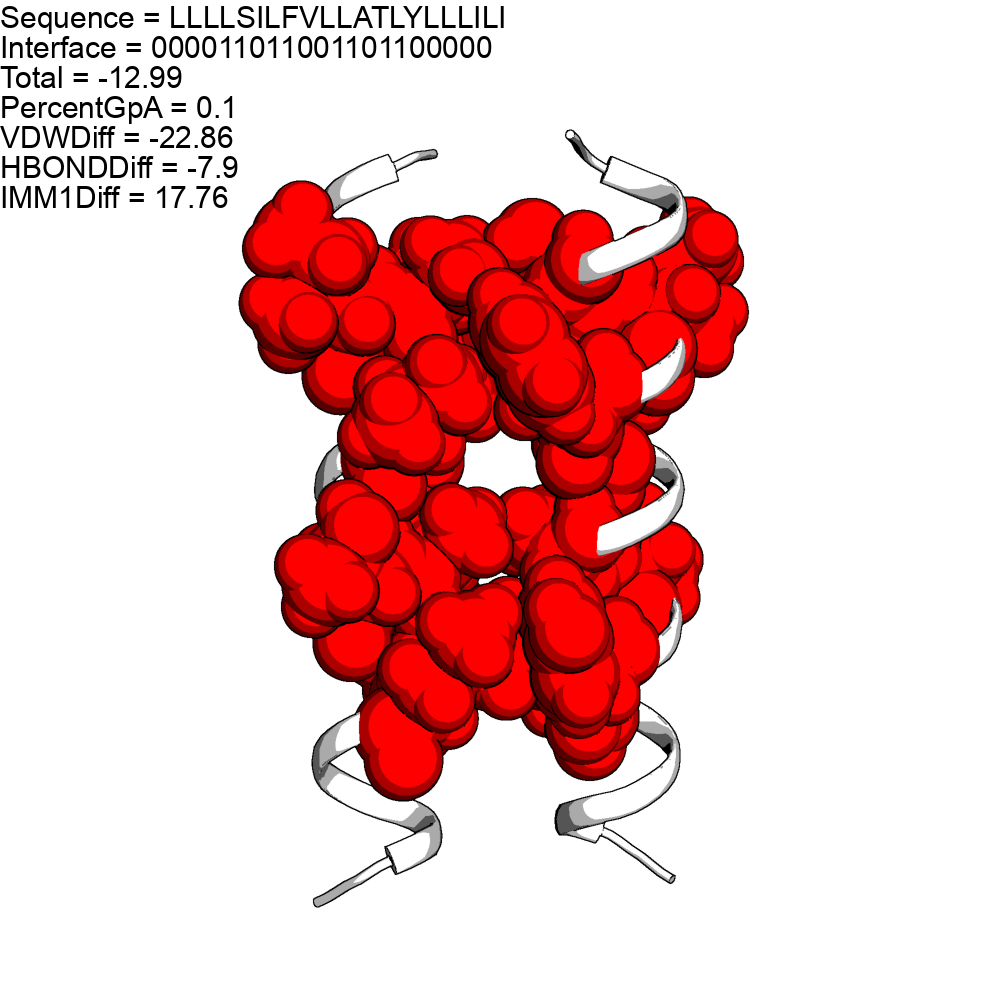 Sequence = LLLLSILFVLLATLYLLLILI
Interface = 000011011001101100000
Total = -12.99
PercentGpA = 0.1
VDWDiff = -22.86
HBONDDiff = -7.9
IMM1Diff = 17.76